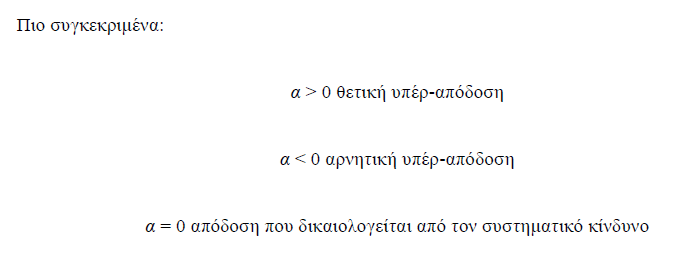 Πιο συγκεκριμένα:
α > 0 θετική υπέρ-απόδοση
α < 0 αρνητική υπέρ-απόδοση
α = 0 απόδοση που δικαιολογείται από τον συστηματικό κίνδυνο